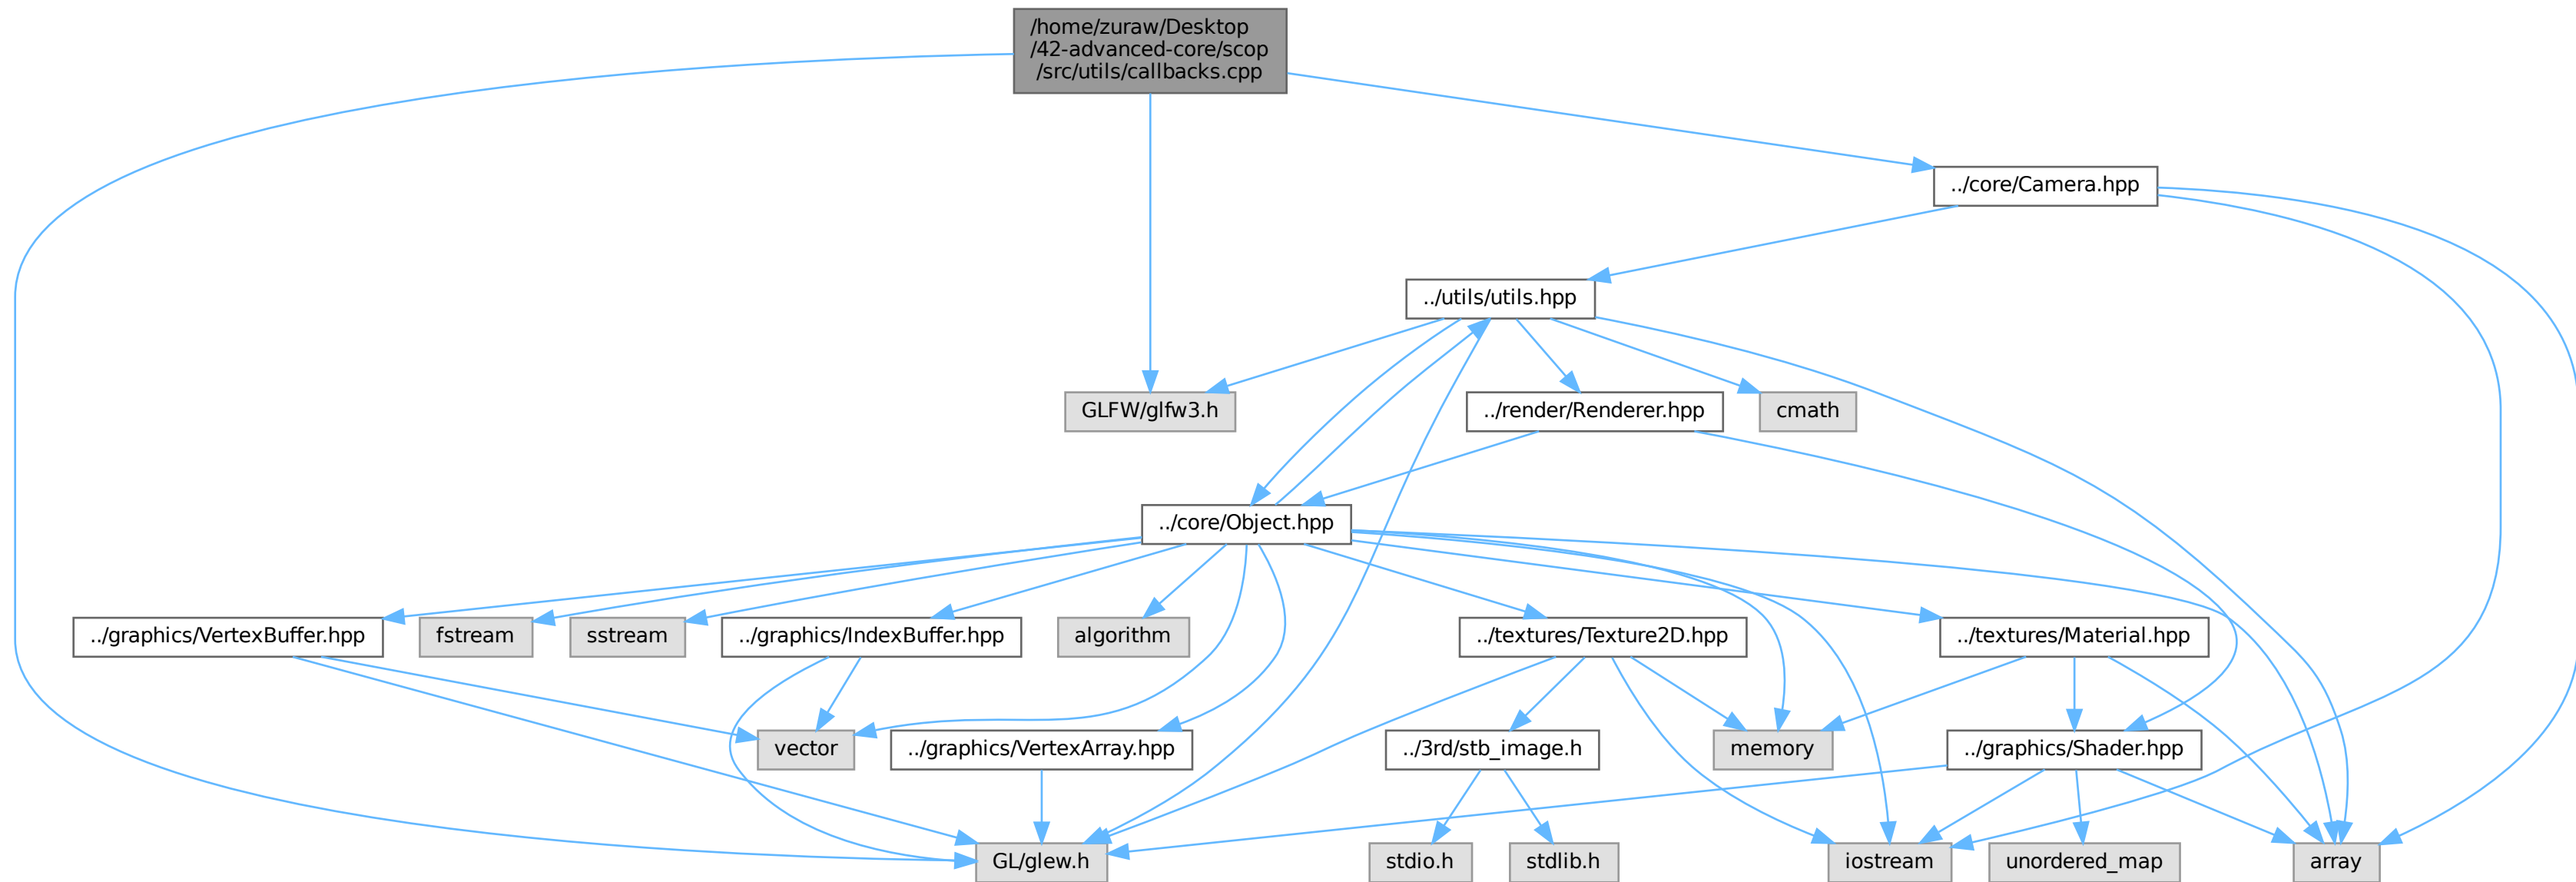 /home/zuraw/Desktop
/42-advanced-core/scop
/src/utils/callbacks.cpp
../core/Camera.hpp
../utils/utils.hpp
GLFW/glfw3.h
../render/Renderer.hpp
cmath
../core/Object.hpp
../graphics/VertexBuffer.hpp
fstream
sstream
../graphics/IndexBuffer.hpp
algorithm
../textures/Texture2D.hpp
../textures/Material.hpp
vector
../graphics/VertexArray.hpp
../3rd/stb_image.h
memory
../graphics/Shader.hpp
GL/glew.h
stdio.h
stdlib.h
iostream
unordered_map
array